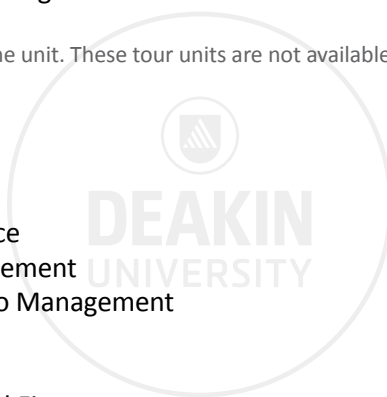 ne unit. These tour units are not available
DEAKIN
UNIVERSITY
ce
ement
o Management